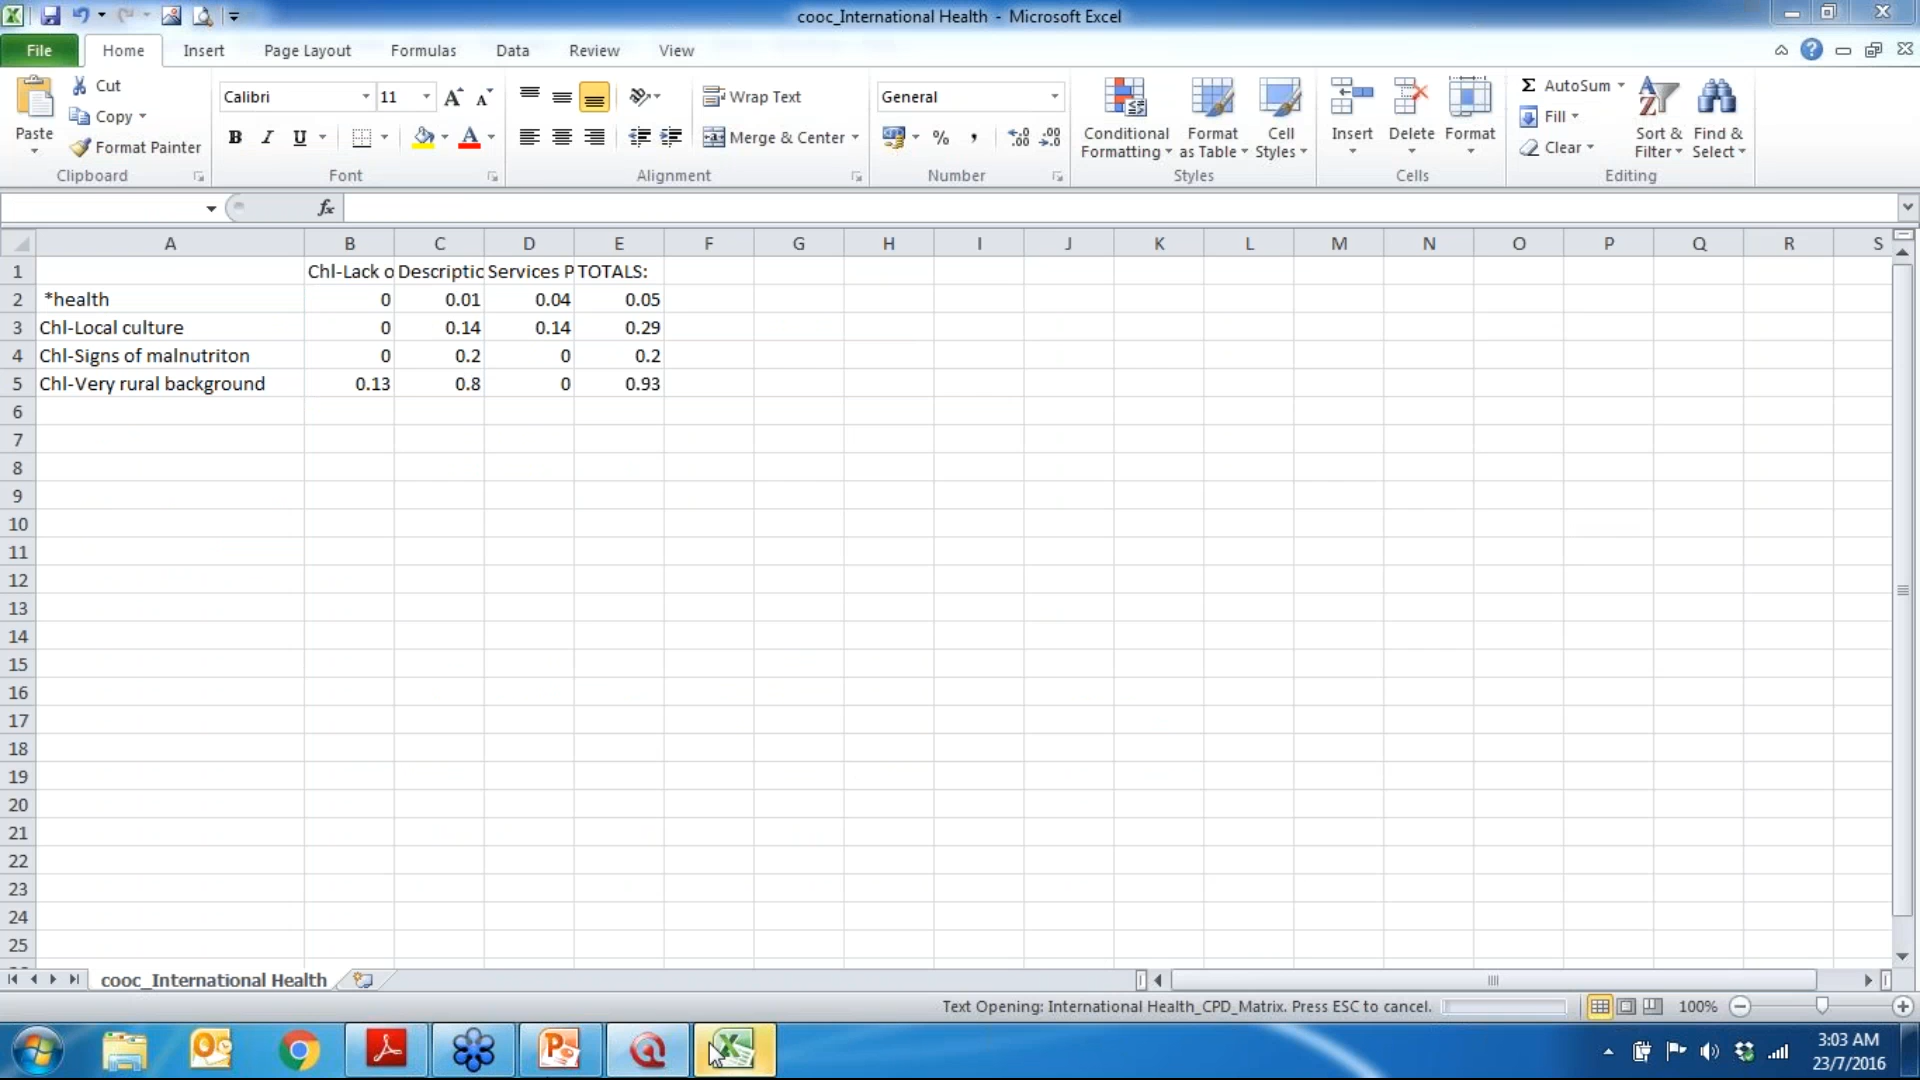 cooc_International Health - Microsoft Excel
File Home Insert Page Layout Formulas Data Review View
Paste
Cut
Copy
Format Painter
Clipboard
Calibri 11
B I U
Font
Wrap Text
Merge & Center
Alignment
General
%
Number
Conditional Formatting
Format as Table
Cell Styles
Styles
Insert Delete Format
Cells
AutoSum
Fill
Clear
Sort & Filter
Find & Select
Editing
fx
A B C D E F G H I J K L M N O P Q R S
1 Chl-Lack o Descriptic Services P TOTALS:
2 *health 0 0.01 0.04 0.05
3 Chl-Local culture 0 0.14 0.14 0.29
4 Chl-Signs of malnutriton 0 0.2 0 0.2
5 Chl-Very rural background 0.13 0.8 0 0.93
6
7
8
9
10
11
12
13
14
15
16
17
18
19
20
21
22
23
24
25
cooc_International Health
Text Opening: International Health_CPD_Matrix. Press ESC to cancel. 100%
3:03 AM
23/7/2016